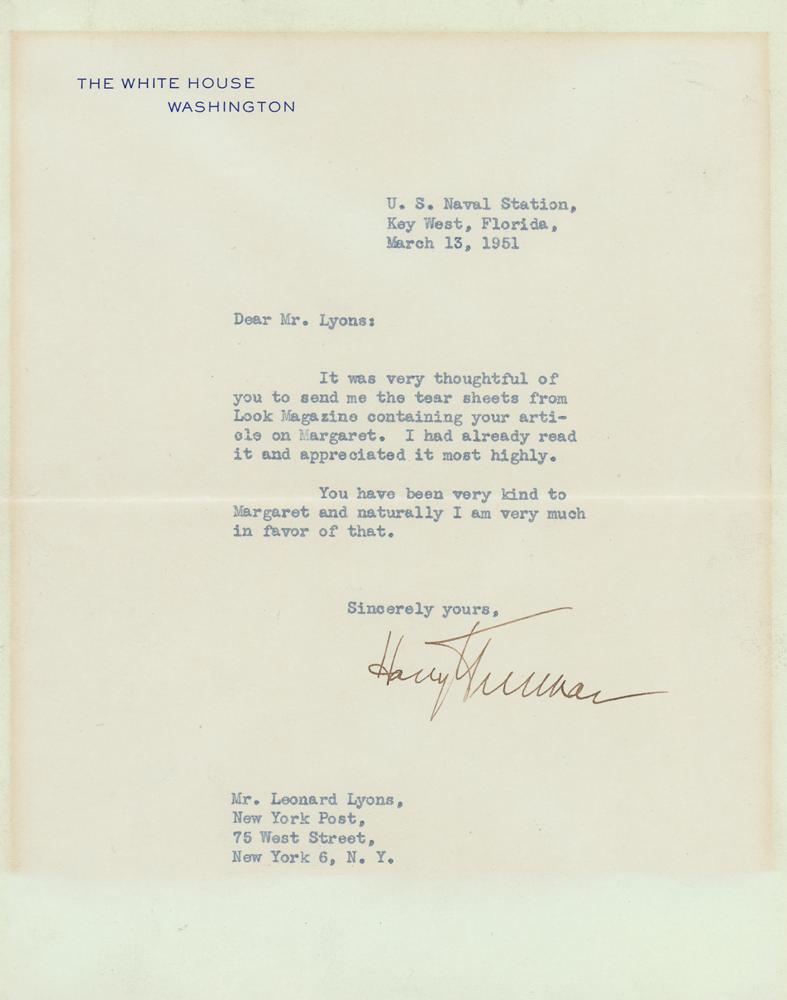 THE WHITE HOUSE
WASHINGTON
U. S. Naval Station,
Key West, Florida,
March 13, 1951
Dear Mr. Lyons:
It was very thoughtful of
you to send me the tear sheets from
Look Magazine containing your arti-
cle on Margaret. I had already read
it and appreciated it most highly.
You have been very kind to
Margaret and naturally I am very much
in favor of that.
Sincerely yours,
Harry Truman
Mr. Leonard Lyons,
New York Post,
75 West Street,
New York 6, N. Y.